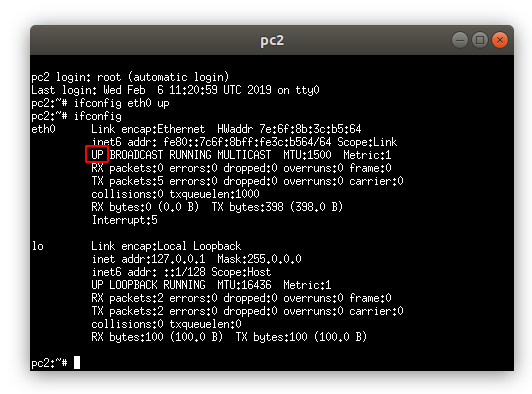 pc2
pc2 login: root (automatic login)
Last login: Wed Feb  6 11:20:59 UTC 2019 on tty0
pc2:~# ifconfig eth0 up
pc2:~# ifconfig
eth0      Link encap:Ethernet  HWaddr 7e:6f:8b:3c:b5:64
          inet6 addr: fe80::7c6f:8bff:fe3c:b564/64 Scope:Link
          UP BROADCAST RUNNING MULTICAST  MTU:1500  Metric:1
          RX packets:0 errors:0 dropped:0 overruns:0 frame:0
          TX packets:5 errors:0 dropped:0 overruns:0 carrier:0
          collisions:0 txqueuelen:1000
          RX bytes:0 (0.0 B)  TX bytes:398 (398.0 B)
          Interrupt:5
lo        Link encap:Local Loopback
          inet addr:127.0.0.1  Mask:255.0.0.0
          inet6 addr: ::1/128 Scope:Host
          UP LOOPBACK RUNNING  MTU:16436  Metric:1
          RX packets:2 errors:0 dropped:0 overruns:0 frame:0
          TX packets:2 errors:0 dropped:0 overruns:0 carrier:0
          collisions:0 txqueuelen:0
          RX bytes:100 (100.0 B)  TX bytes:100 (100.0 B)
pc2:~#